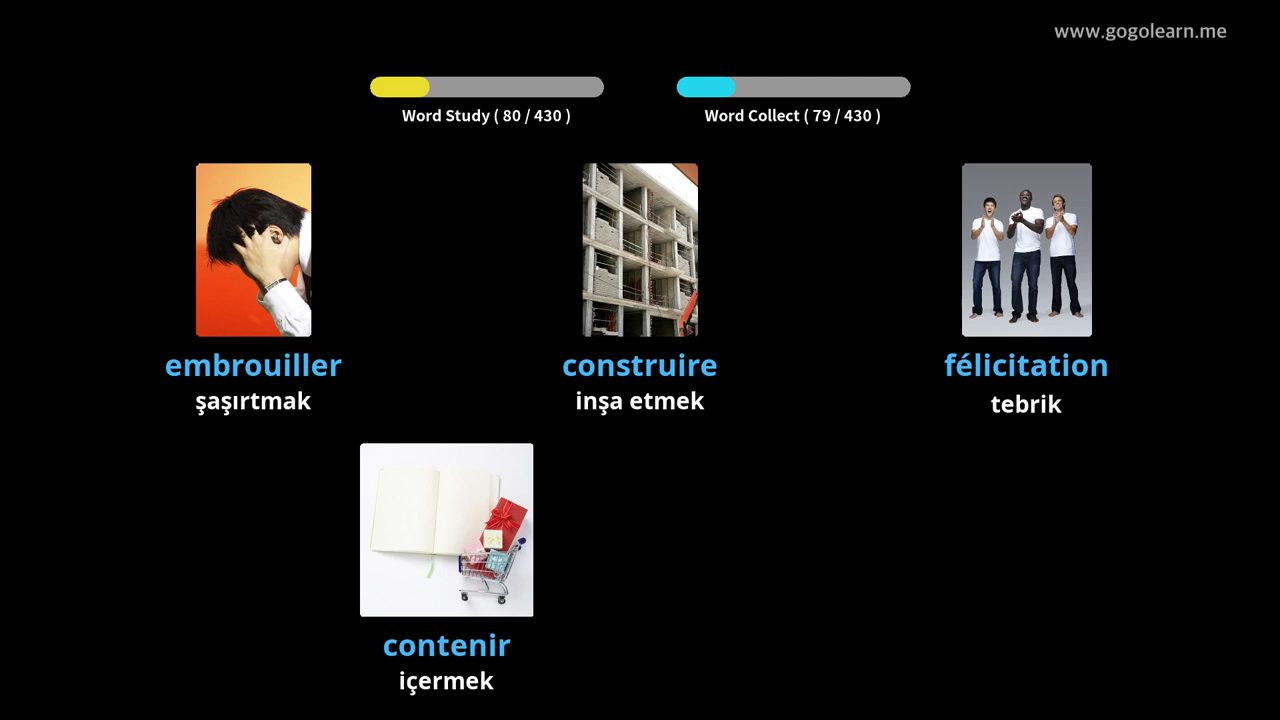 www.gogolearn.me
Word Study ( 80 / 430 )
Word Collect ( 79 / 430 )
embrouiller
şaşırtmak
construire
inşa etmek
félicitation
tebrik
contenir
içermek